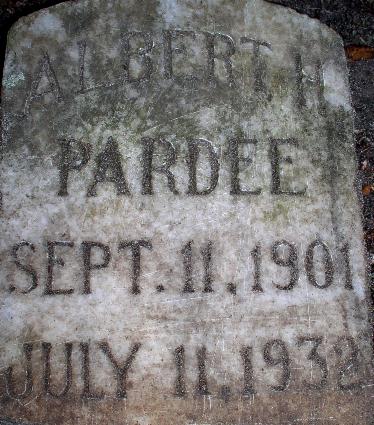 ALBERT H
PARDEE
SEPT. 11, 1901
JULY 11, 1932